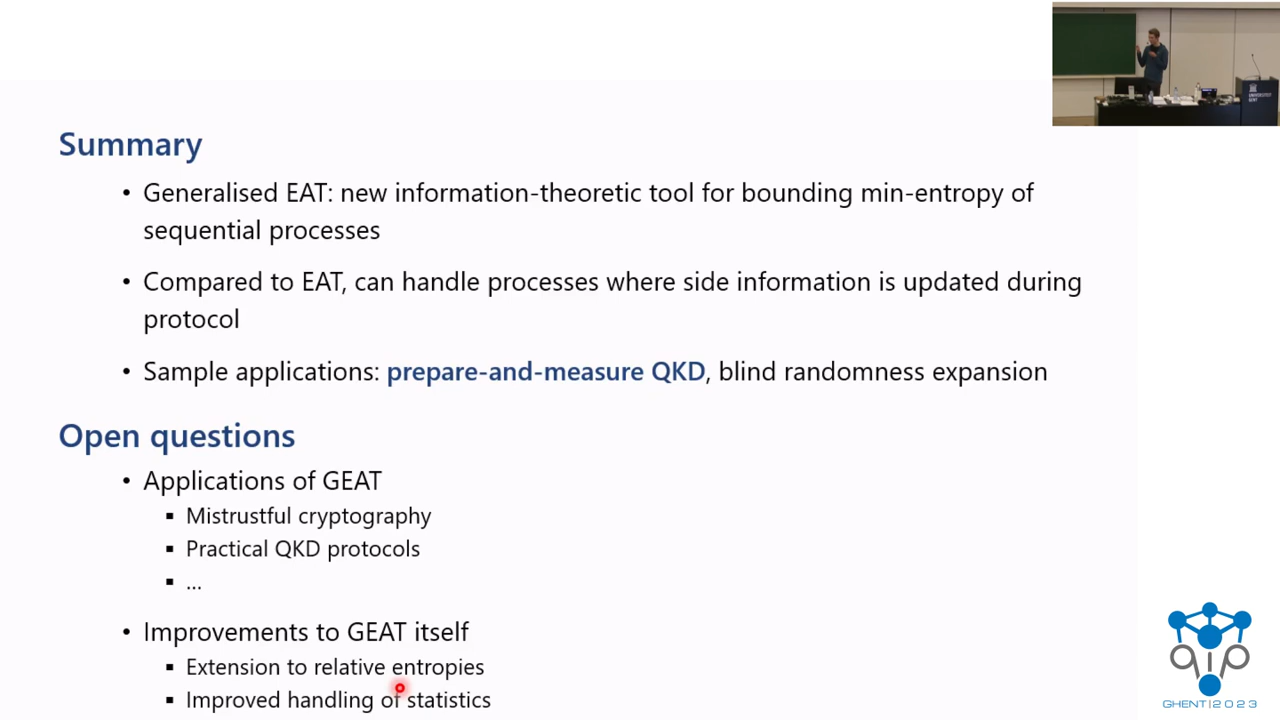 Summary
• Generalised EAT: new information-theoretic tool for bounding min-entropy of
sequential processes
• Compared to EAT, can handle processes where side information is updated during
protocol
• Sample applications: prepare-and-measure QKD, blind randomness expansion
Open questions
• Applications of GEAT
▪ Mistrustful cryptography
▪ Practical QKD protocols
▪ ...
• Improvements to GEAT itself
▪ Extension to relative entropies
▪ Improved handling of statistics
UNIVERSITEIT
GENT
qip
GHENT|2023